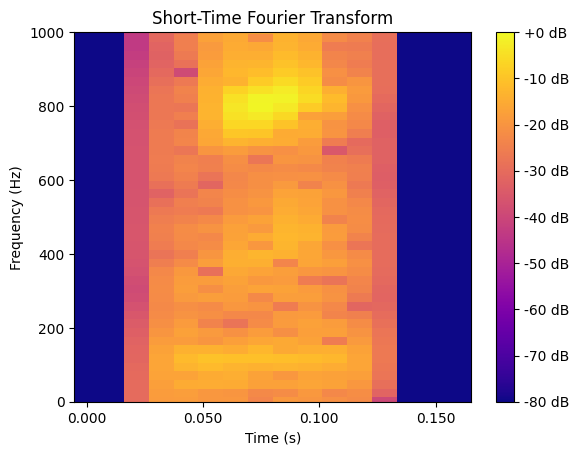 Short-Time Fourier Transform
Frequency (Hz)
1000
800
600
400
200
0
0.000
0.050
0.100
0.150
Time (s)
+0 dB
-10 dB
-20 dB
-30 dB
-40 dB
-50 dB
-60 dB
-70 dB
-80 dB